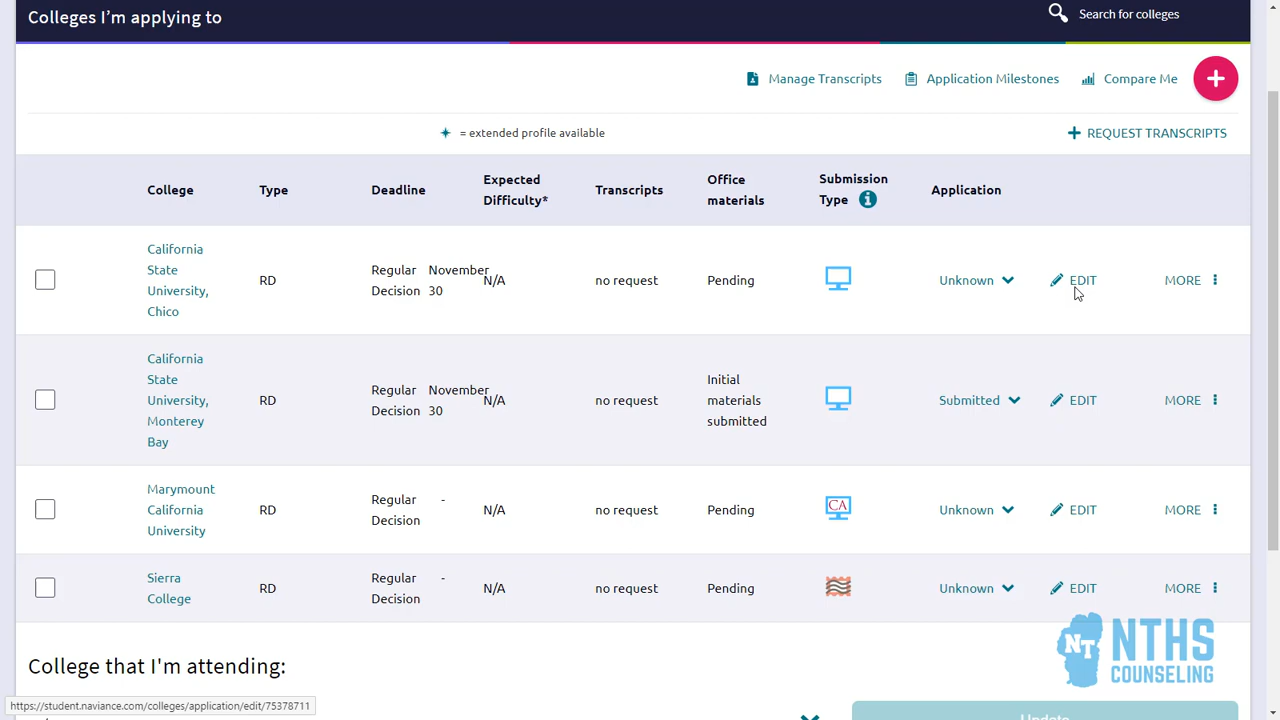 Colleges I'm applying to
Search for colleges
Manage Transcripts
Application Milestones
Compare Me
= extended profile available
REQUEST TRANSCRIPTS
College
Type
Deadline
Expected
Difficulty*
Transcripts
Office
materials
Submission
Type
Application
California
State
University,
Chico
RD
Regular
Decision
November
30
N/A
no request
Pending
Unknown
EDIT
MORE
California
State
University,
Monterey
Bay
RD
Regular
Decision
November
30
N/A
no request
Initial
materials
submitted
Submitted
EDIT
MORE
Marymount
California
University
RD
Regular
Decision
-
N/A
no request
Pending
CA
Unknown
EDIT
MORE
Sierra
College
RD
Regular
Decision
-
N/A
no request
Pending
Unknown
EDIT
MORE
College that I'm attending:
NT
NTHS
COUNSELING
https://student.naviance.com/colleges/application/edit/75378711
Update